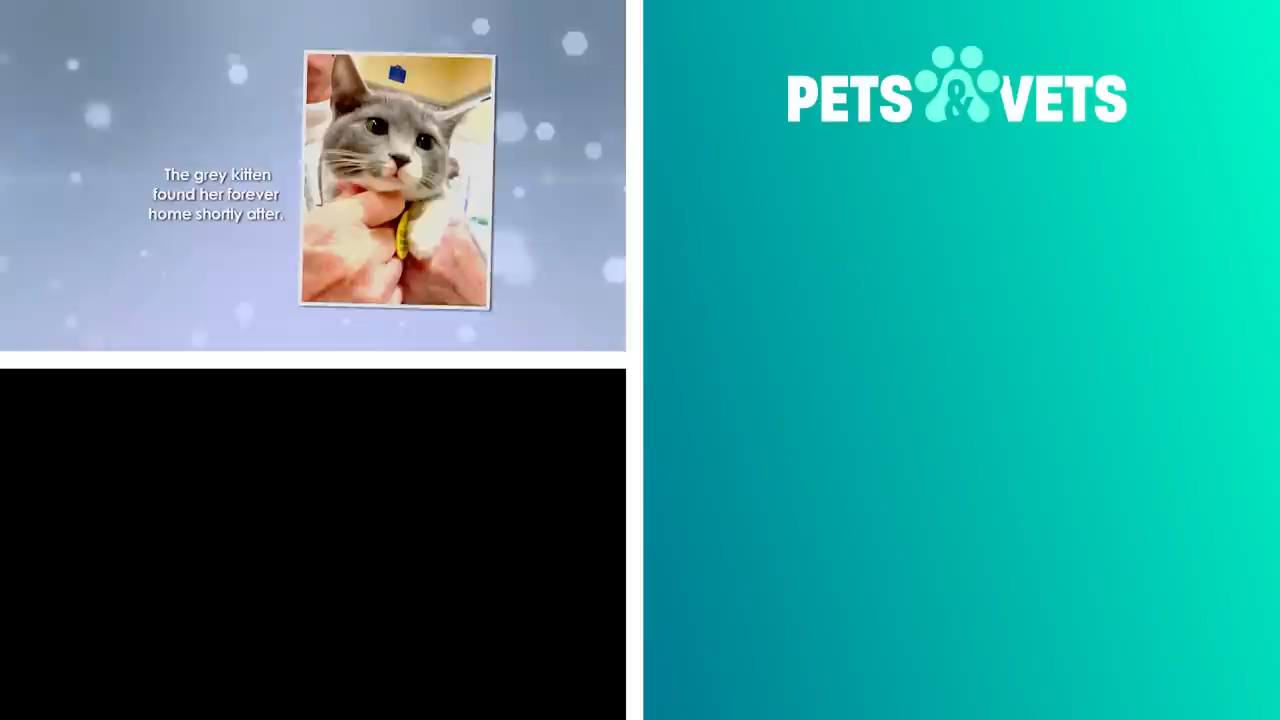 The grey kitten
found her forever
home shortly after.
PETS & VETS